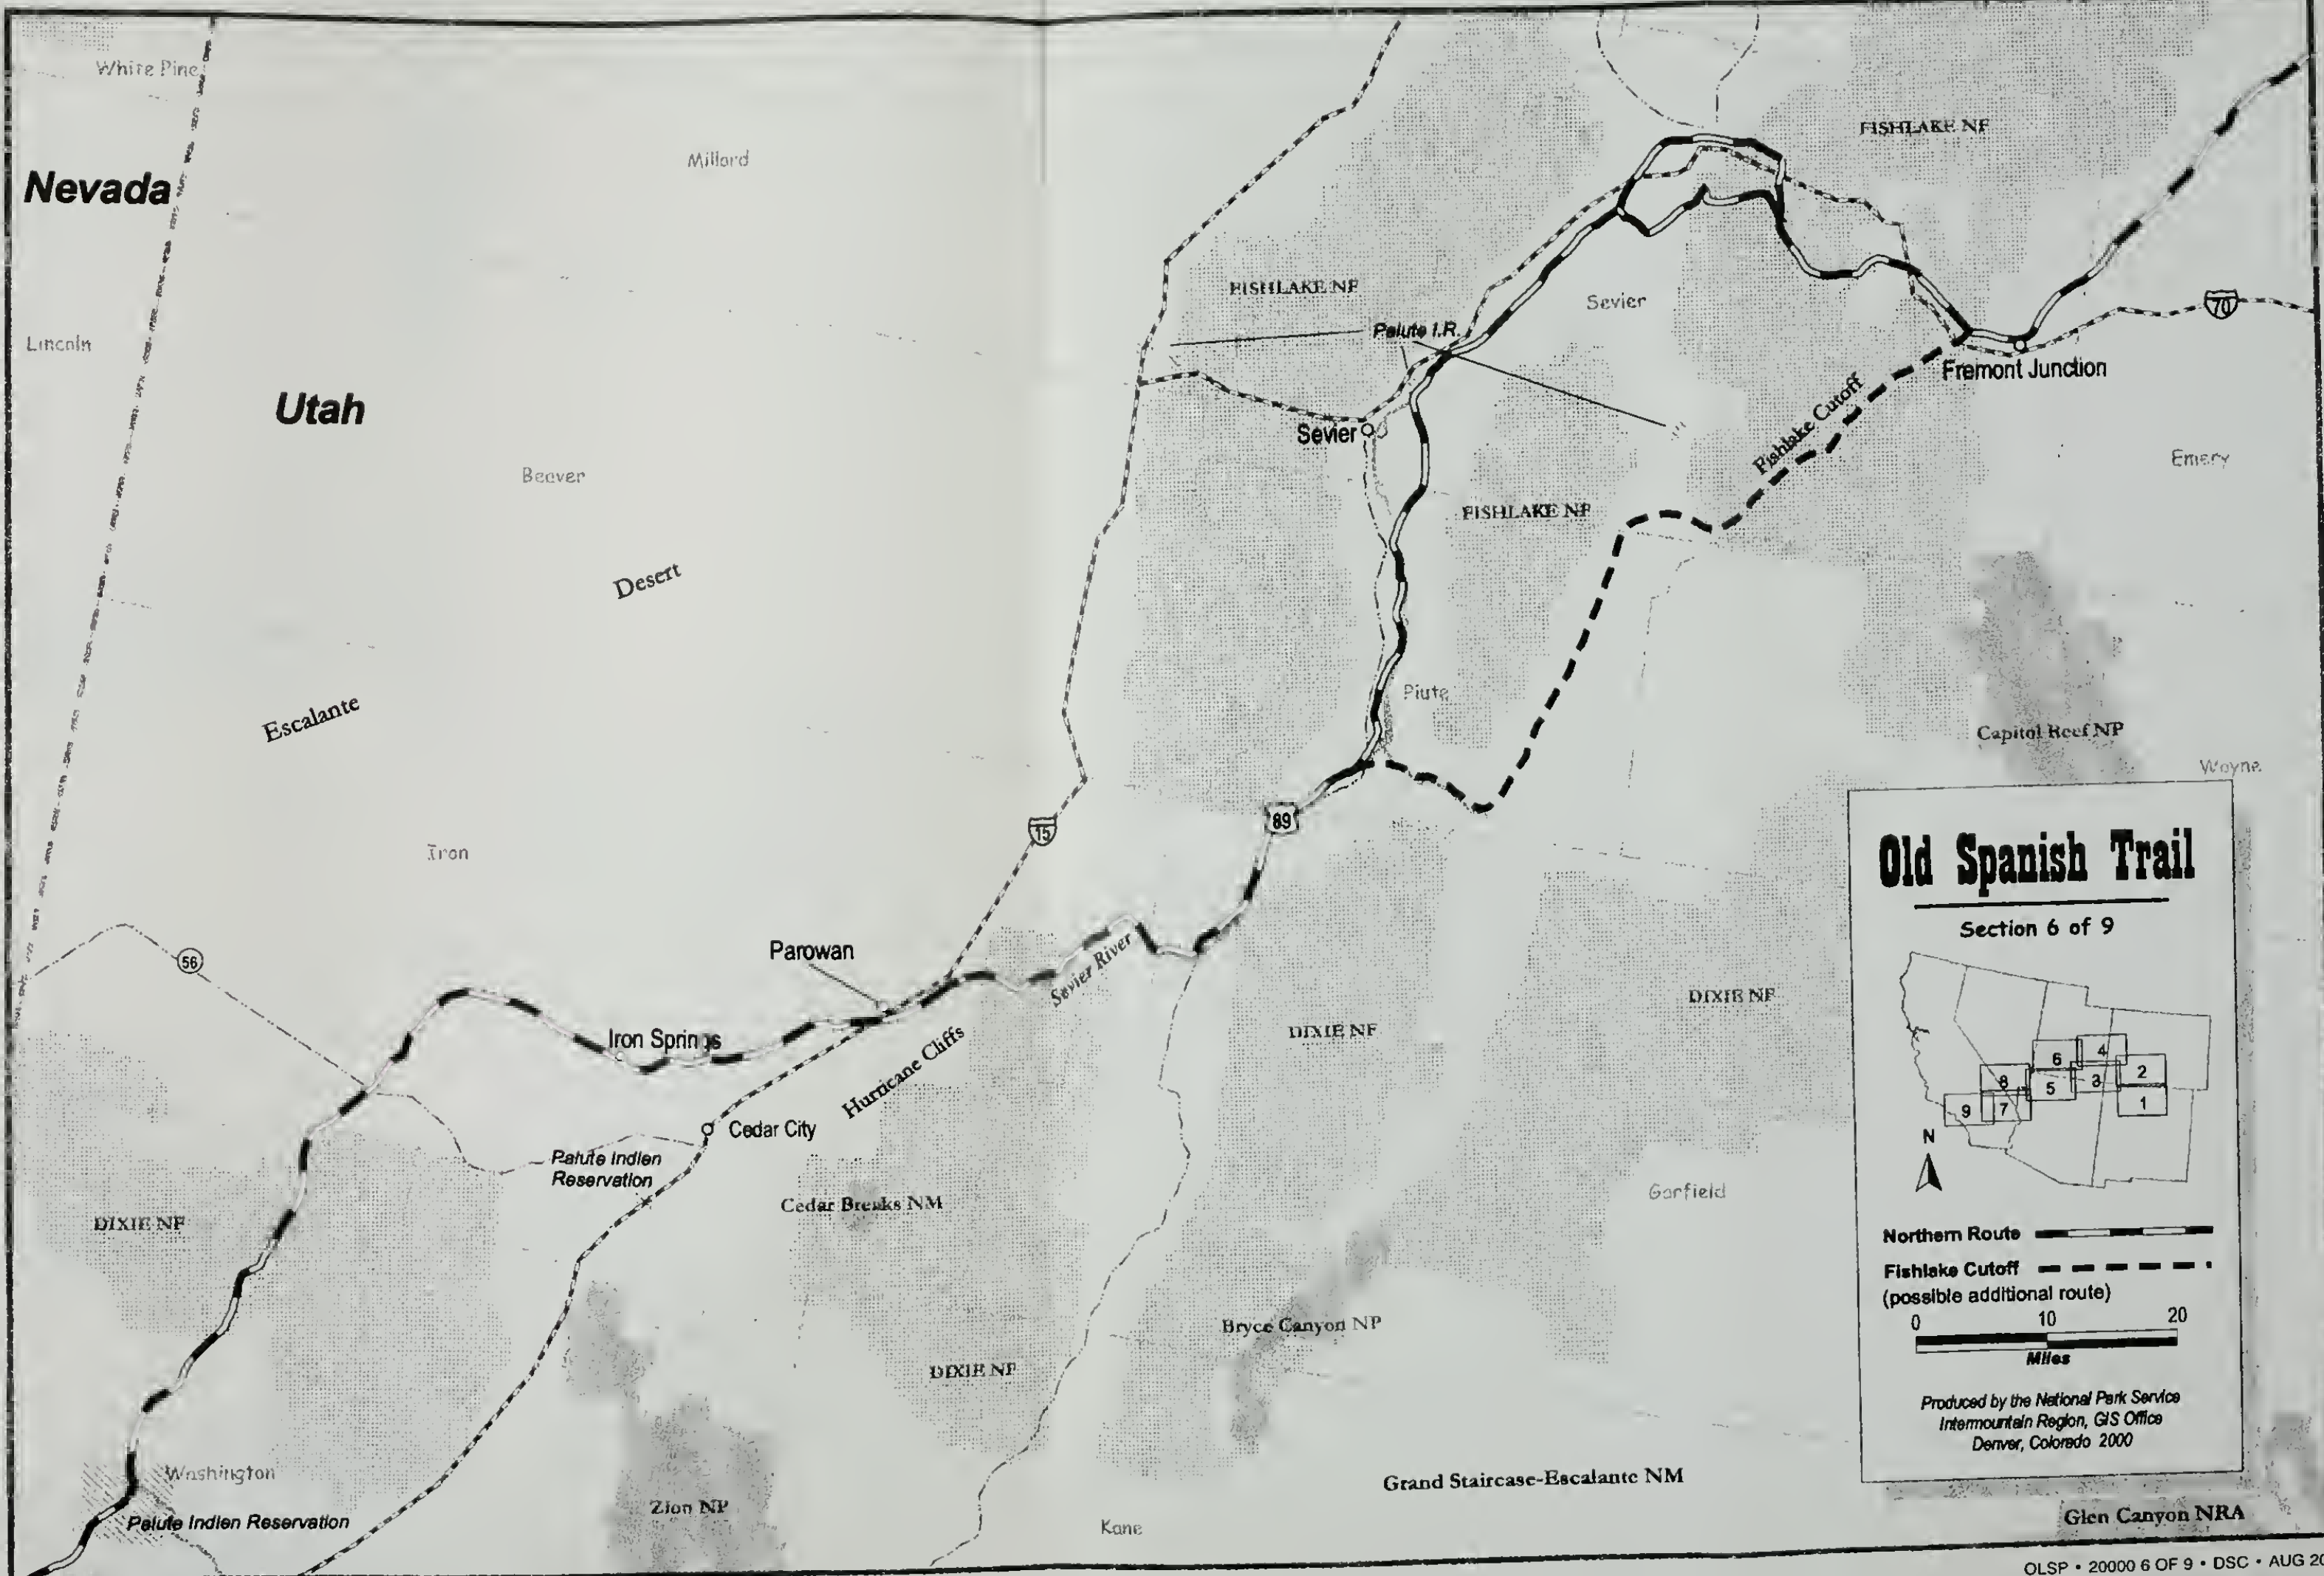 White Pine
Nevada
Millard
FISHLAKE NF
Lincoln
Utah
FISHLAKE NF
Paiute I.R.
Sevier
70
Fremont Junction
Fishlake Cutoff
Sevier
Beaver
Emery
FISHLAKE NF
Desert
Escalante
Piute
Capitol Reef NP
Wayne
89
15
Iron
56
Parowan
Sevier River
Iron Springs
Hurricane Cliffs
DIXIE NF
DIXIE NF
Cedar City
Paiute Indian
Reservation
Cedar Breaks NM
Garfield
DIXIE NF
Bryce Canyon NP
DIXIE NF
Washington
Paiute Indian Reservation
Zion NP
Kane
Grand Staircase-Escalante NM
Glen Canyon NRA
Old Spanish Trail
Section 6 of 9
6
4
8
5
3
2
9
7
1
N
Northern Route
Fishlake Cutoff
(possible additional route)
0 10 20
Miles
Produced by the National Park Service
Intermountain Region, GIS Office
Denver, Colorado 2000
OLSP • 20000 6 OF 9 • DSC • AUG 20